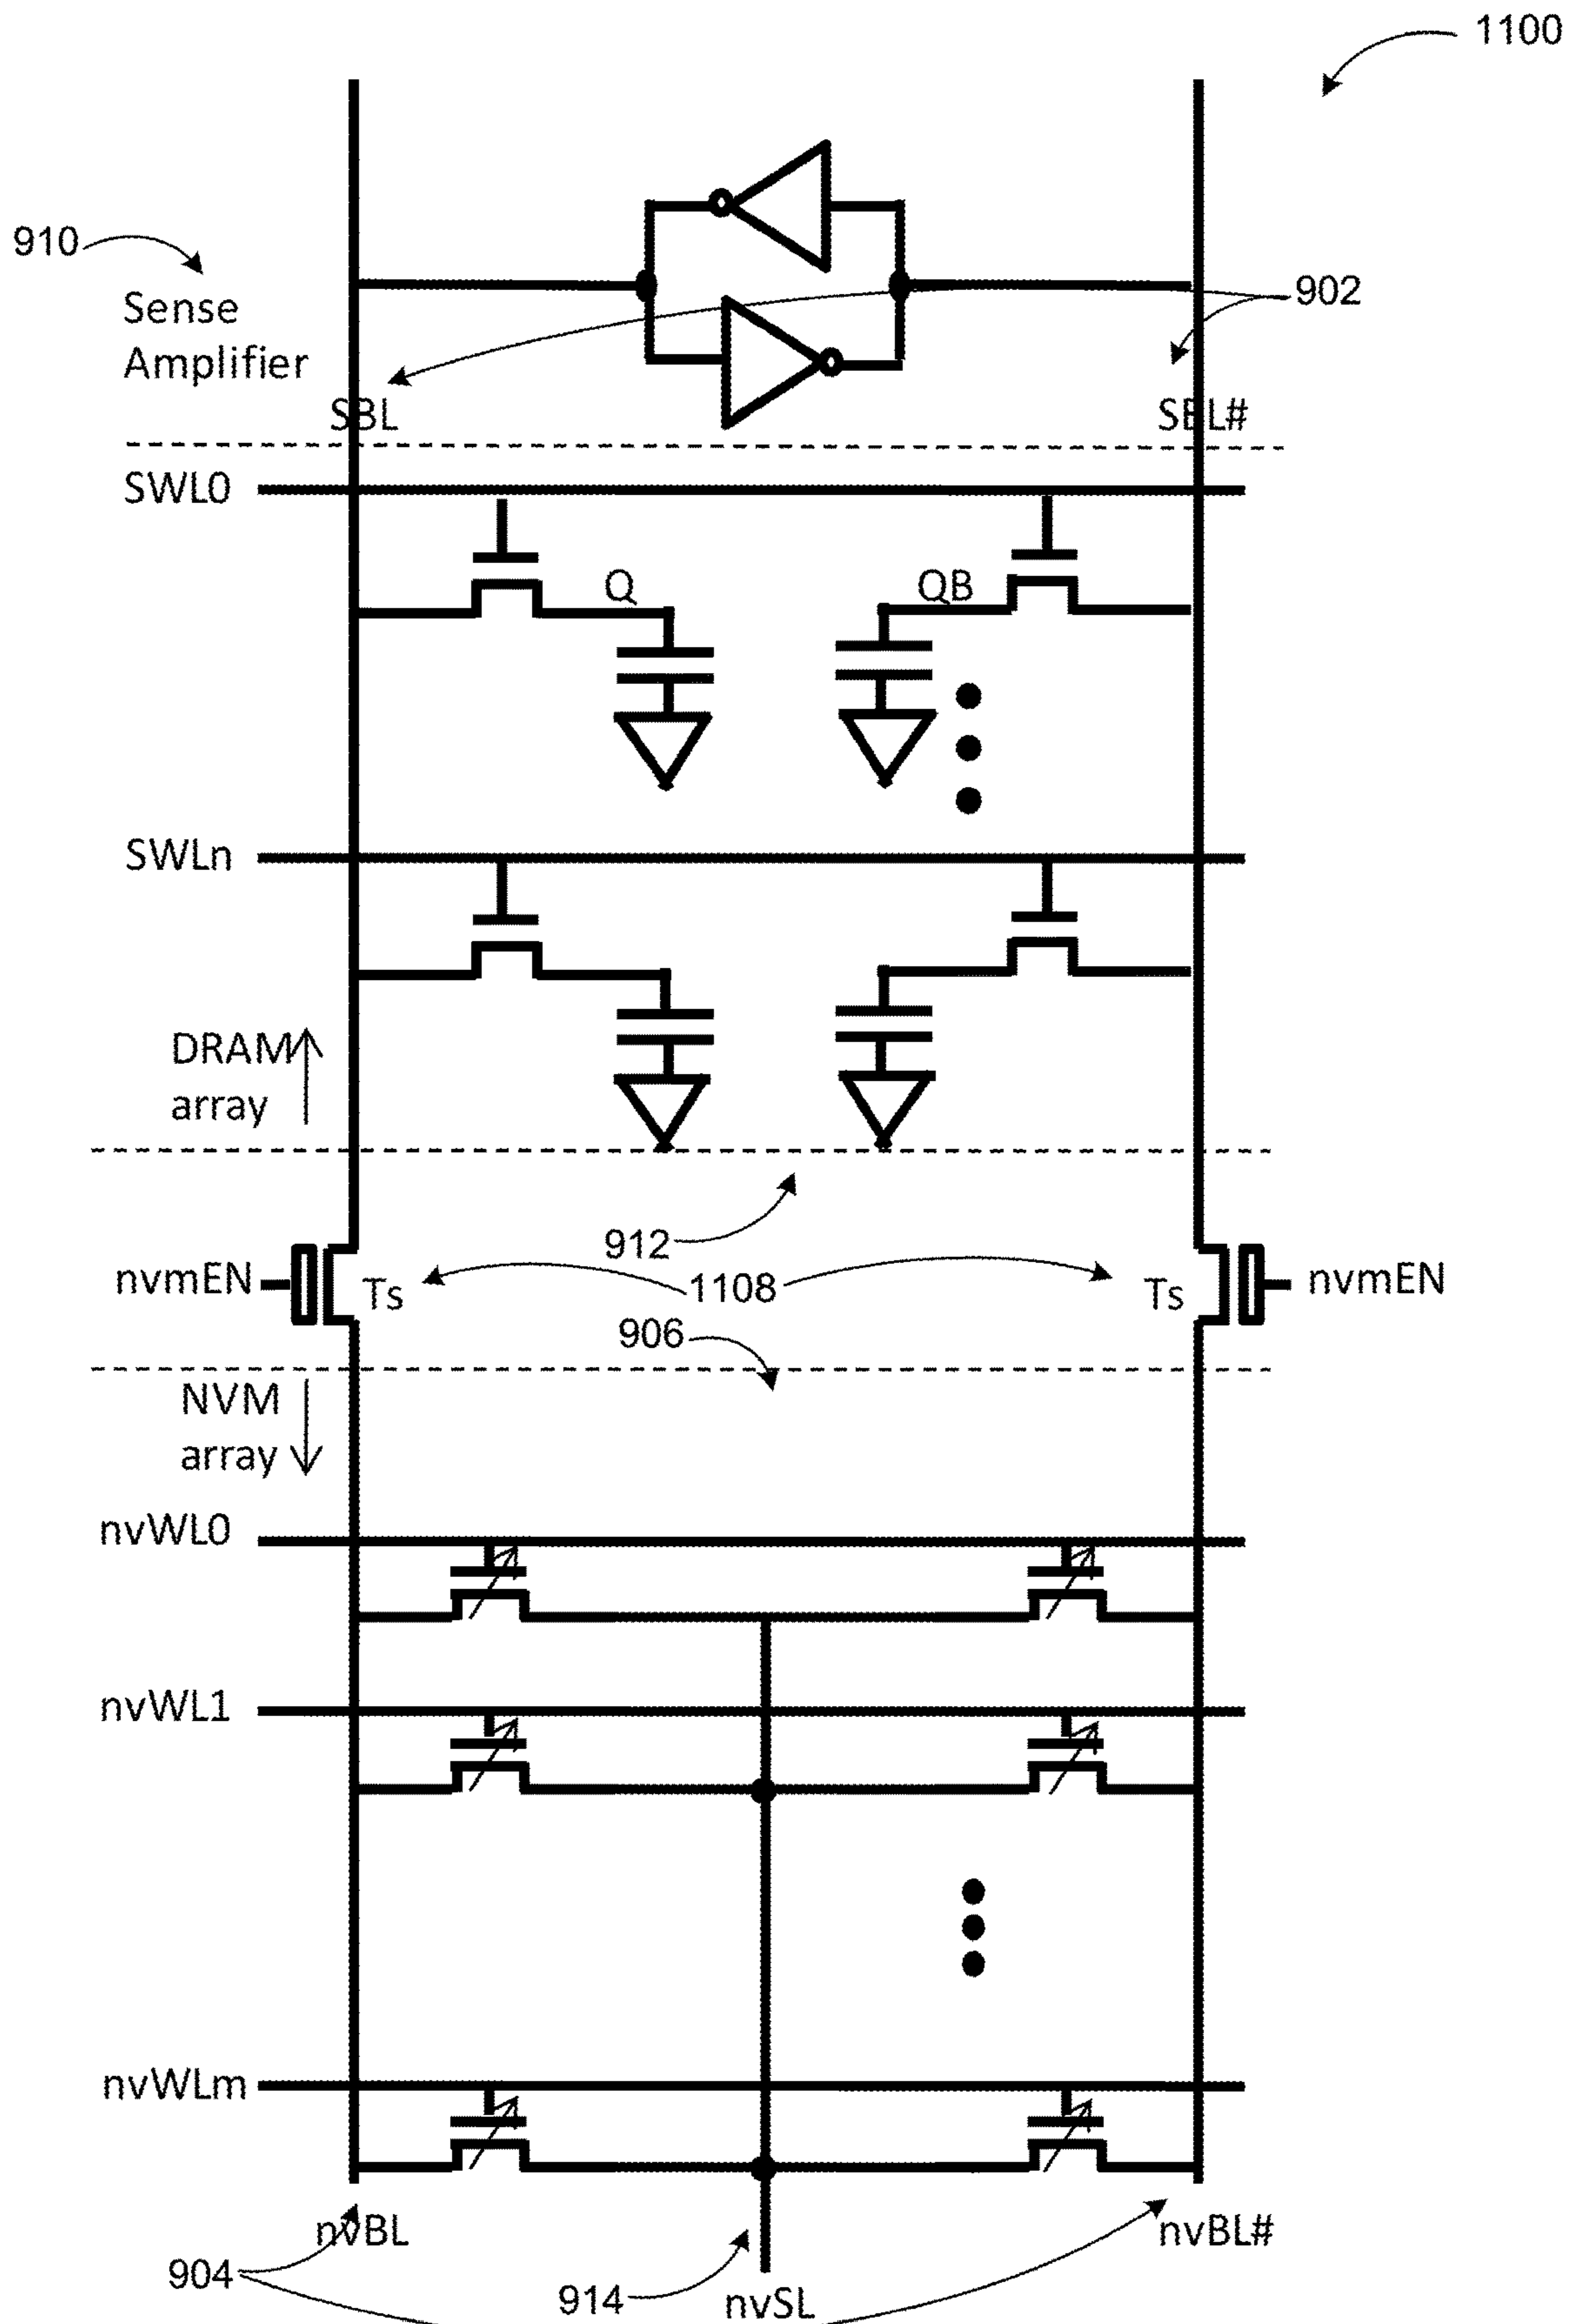 1100
910
Sense
Amplifier
902
SBL
SBL#
SWL0
Q
QB
SWLn
DRAM
array
912
nvmEN
Ts
1108
Ts
nvmEN
906
NVM
array
nvWL0
nvWL1
nvWLm
nvBL
nvBL#
904
914
nvSL